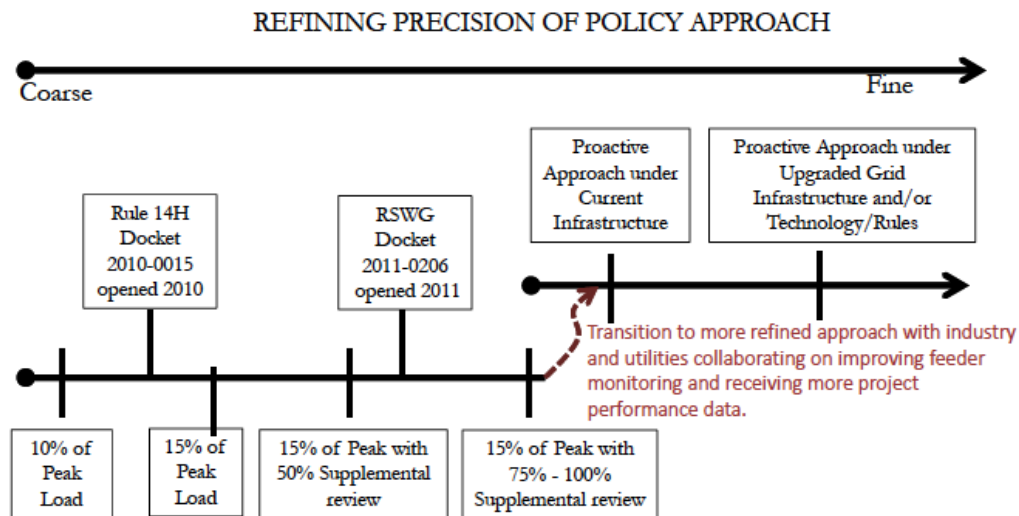 REFINING PRECISION OF POLICY APPROACH
Coarse
Fine
Proactive
Approach under
Current
Infrastructure
Proactive Approach under
Upgraded Grid
Infrastructure and/or
Technology/Rules
Rule 14H
Docket
2010-0015
opened 2010
RSWG
Docket
2011-0206
opened 2011
Transition to more refined approach with industry
and utilities collaborating on improving feeder
monitoring and receiving more project
performance data.
10% of
Peak
Load
15% of
Peak
Load
15% of Peak with
50% Supplemental
review
15% of Peak with
75% - 100%
Supplemental review